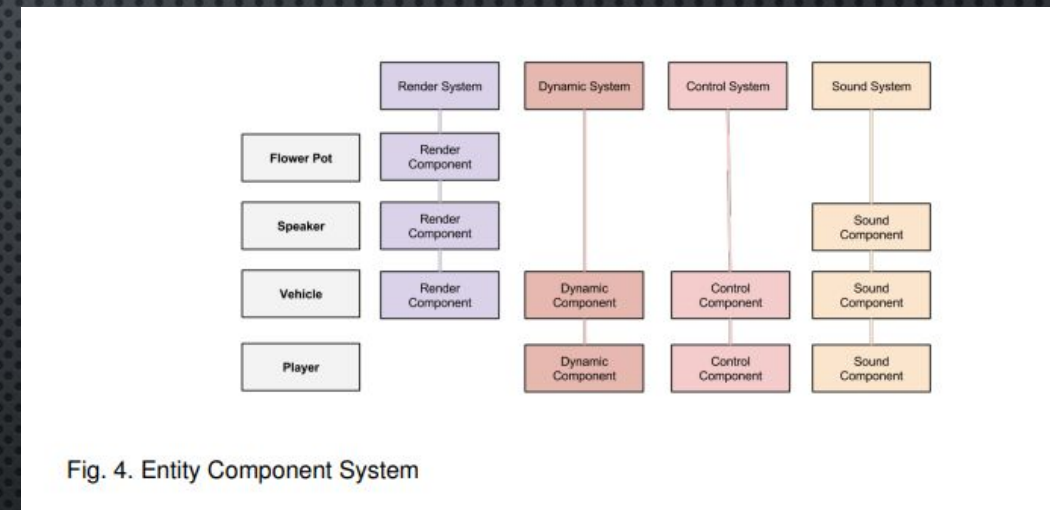 Render System
Dynamic System
Control System
Sound System
Flower Pot
Render
Component
Speaker
Render
Component
Sound
Component
Vehicle
Render
Component
Dynamic
Component
Control
Component
Sound
Component
Player
Dynamic
Component
Control
Component
Sound
Component
Fig. 4. Entity Component System